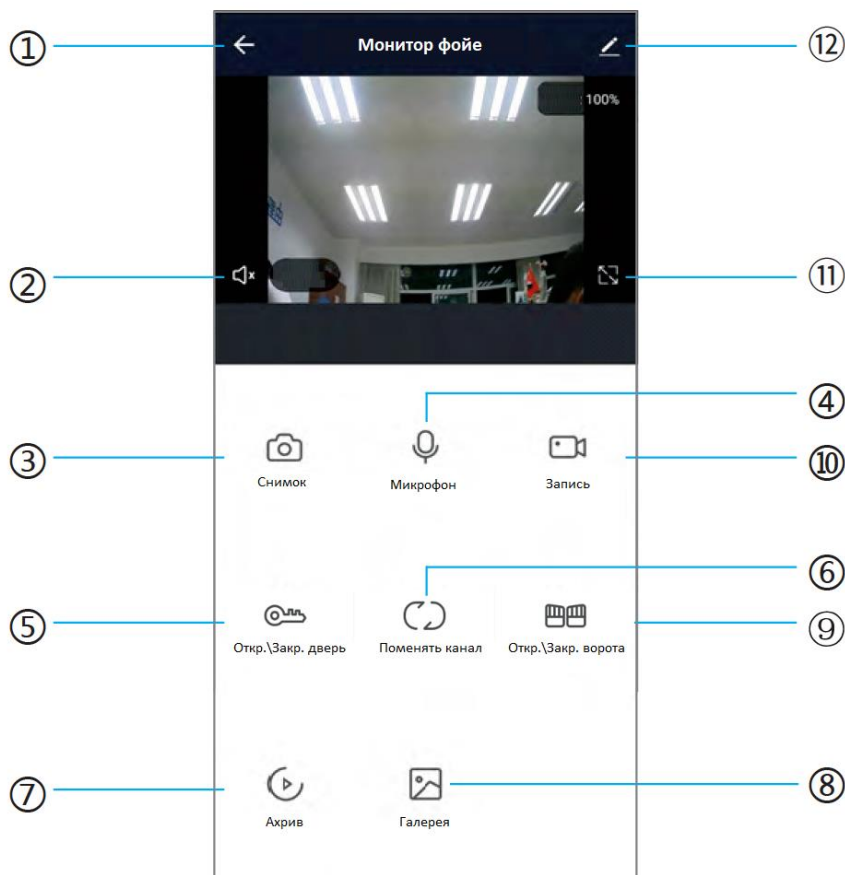 ① Монитор фойе ⑫
100%
② ⑪
④
③ ⑩
Снимок Микрофон Запись
⑥
⑤ ⑨
Откр.\Закр. дверь Поменять канал Откр.\Закр. ворота
⑦ ⑧
Ахрив Галерея